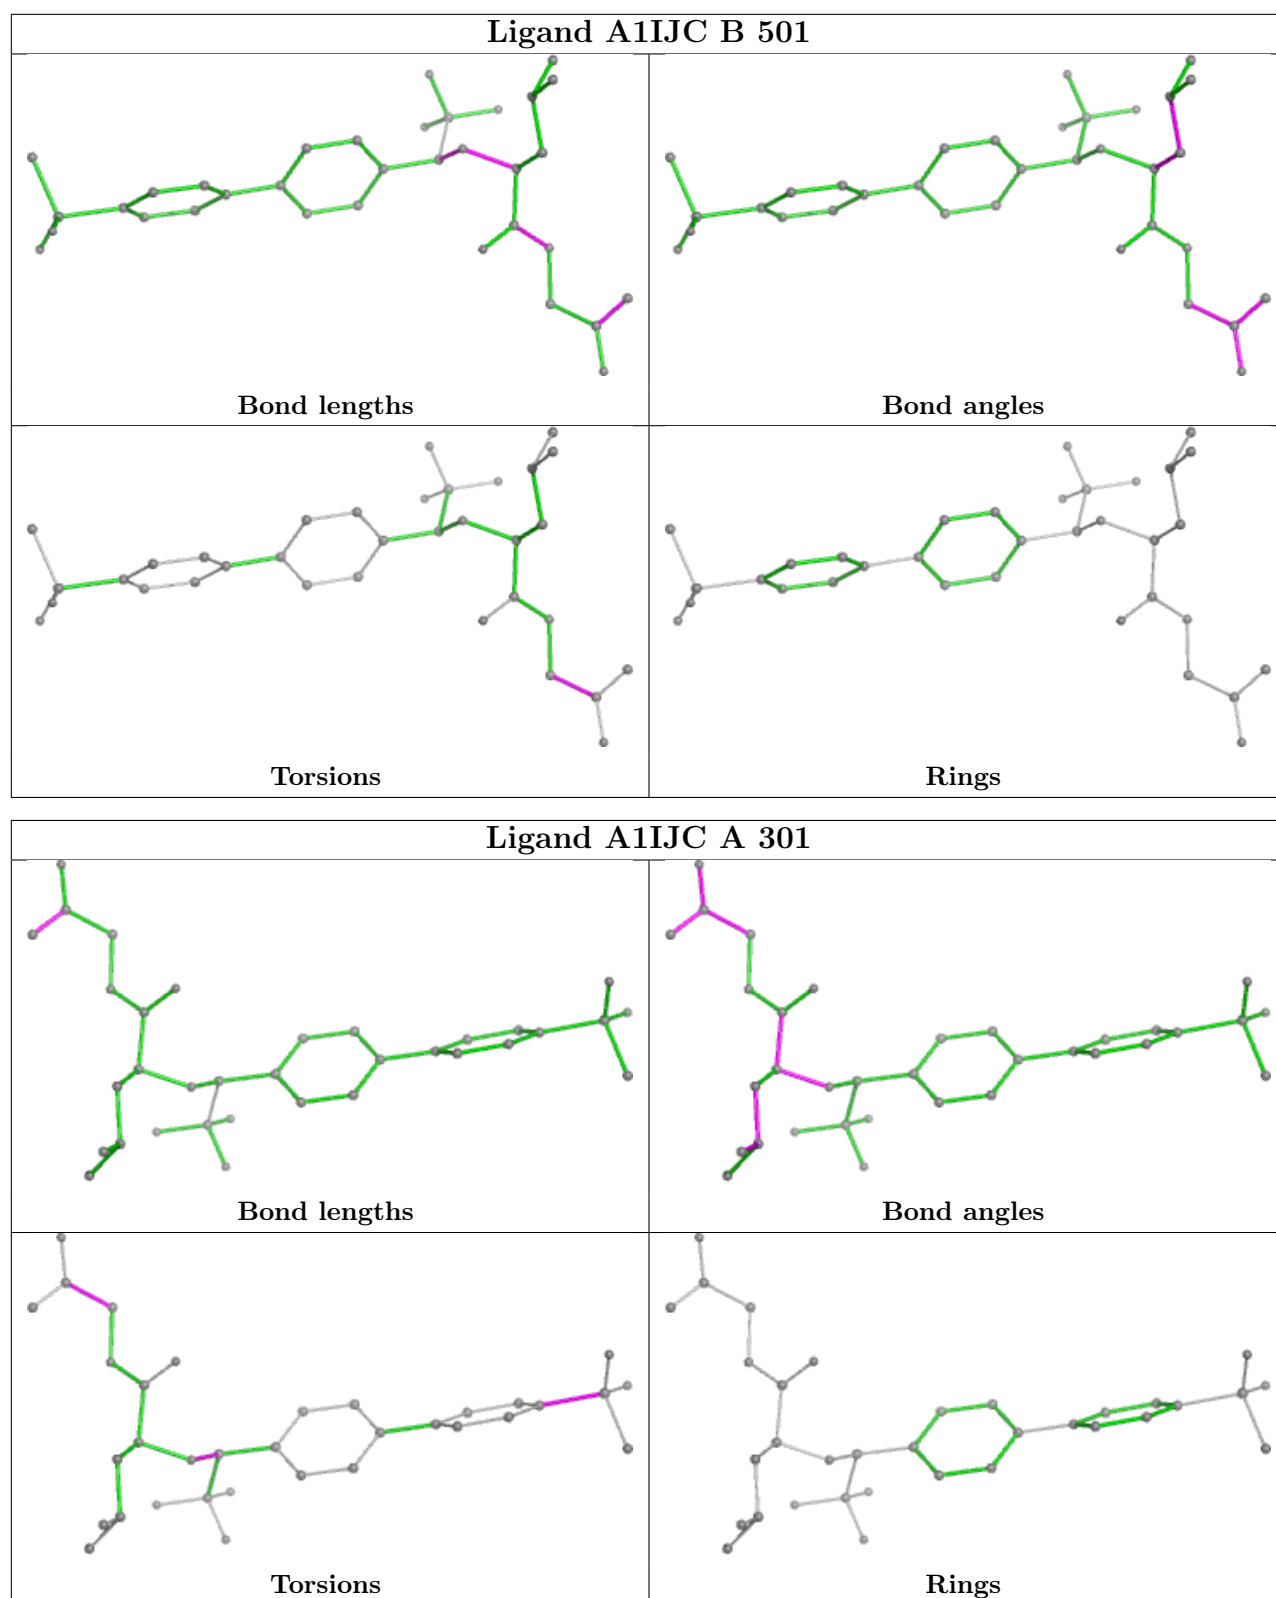 Ligand A1IJC B 501
Bond lengths
Bond angles
Torsions
Rings
Ligand A1IJC A 301
Bond lengths
Bond angles
Torsions
Rings